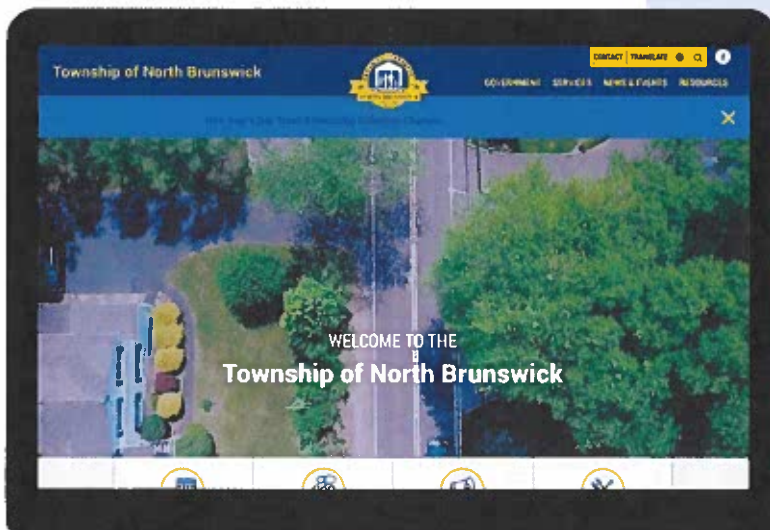 Township of North Brunswick
CONTACT | TRANSLATE
GOVERNMENT SERVICES NEWS & EVENTS RESOURCES
WELCOME TO THE
Township of North Brunswick